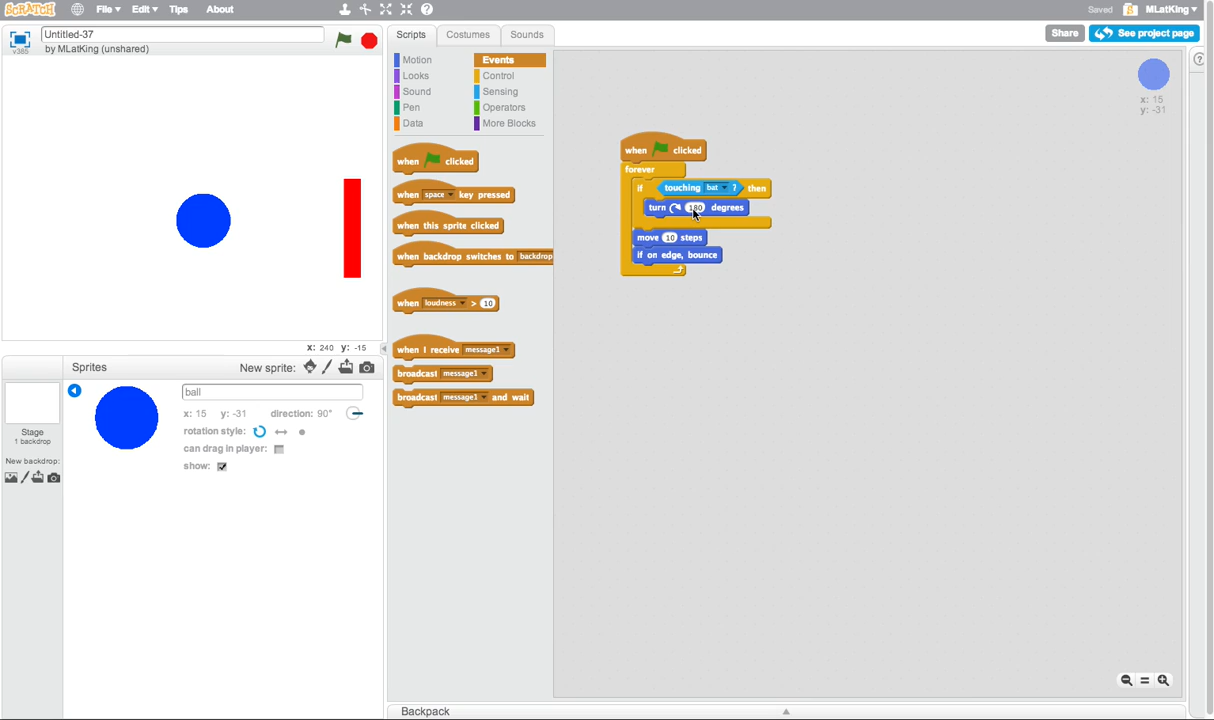 SCRATCH File Edit Tips About Saved MLatKing
v385 Untitled-37
by MLatKing (unshared)
Scripts Costumes Sounds Share See project page
Motion Events
Looks Control
Sound Sensing
Pen Operators
Data More Blocks
when clicked
when space key pressed
when this sprite clicked
when backdrop switches to backdrop
when loudness > 10
when I receive message1
broadcast message1
broadcast message1 and wait
when clicked
forever
if touching bat ? then
turn 180 degrees
move 10 steps
if on edge, bounce
x: 15
y: -31
x: 240 y: -15
Sprites New sprite:
Stage
1 backdrop
New backdrop:
ball
x: 15 y: -31 direction: 90°
rotation style:
can drag in player:
show:
Backpack